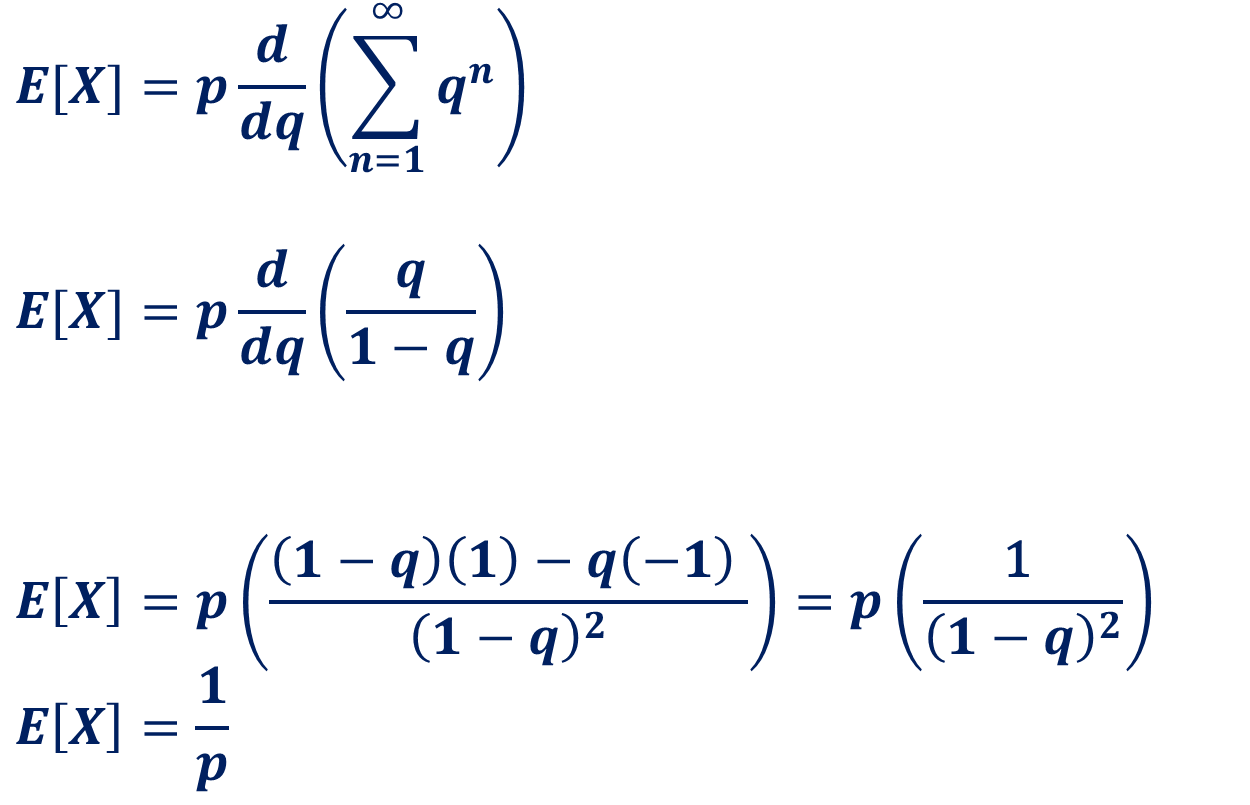 E[X] = p d/dq (∑_{n=1}^{∞} q^n)
E[X] = p d/dq (q/(1 − q))
E[X] = p (((1 − q)(1) − q(−1))/(1 − q)^2) = p (1/(1 − q)^2)
E[X] = 1/p